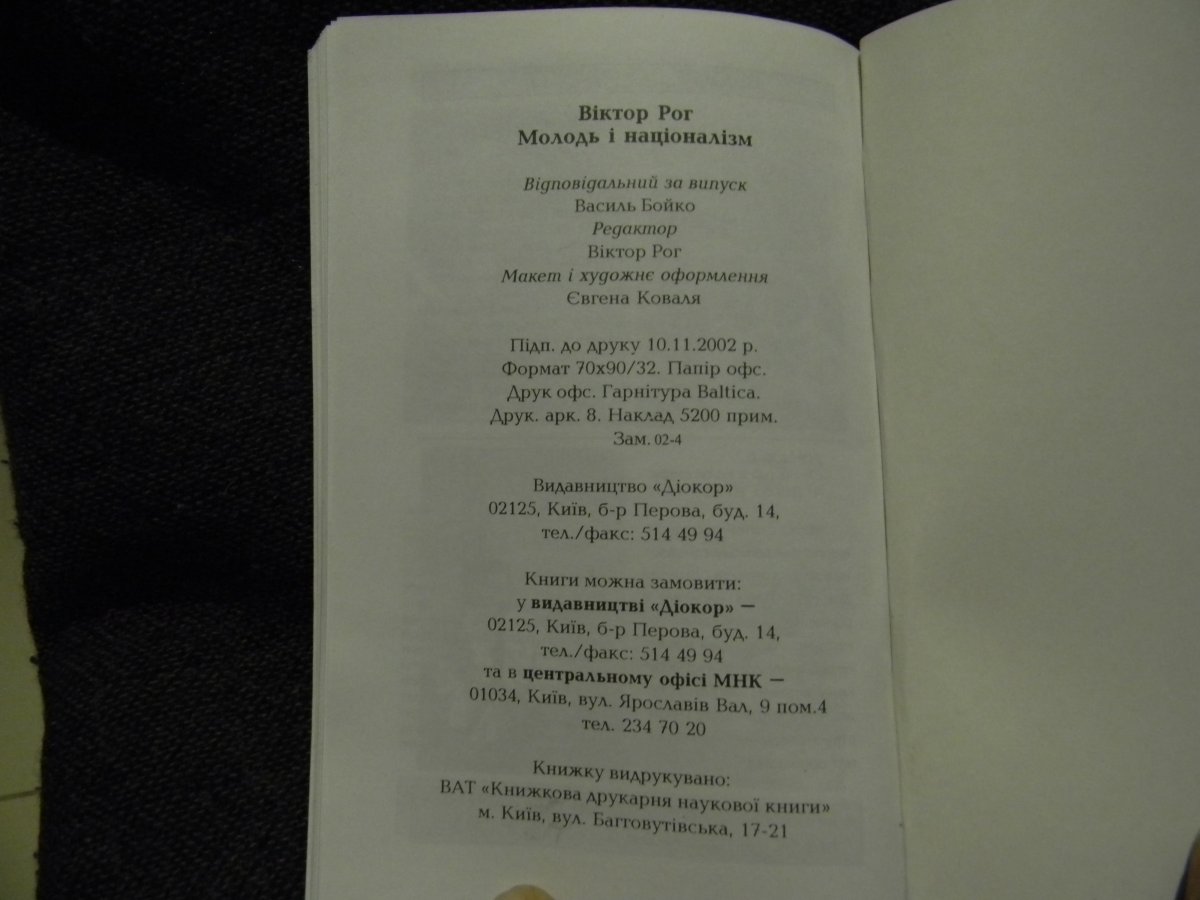 Віктор Рог
Молодь і націоналізм
Відповідальний за випуск
Василь Бойко
Редактор
Віктор Рог
Макет і художнє оформлення
Євгена Коваля
Підп. до друку 10.11.2002 р.
Формат 70х90/32. Папір офс.
Друк офс. Гарнітура Baltica.
Друк. арк. 8. Наклад 5200 прим.
Зам. 02-4
Видавництво «Діокор»
02125, Київ, б-р Перова, буд. 14,
тел./факс: 514 49 94
Книги можна замовити:
у видавництві «Діокор» —
02125, Київ, б-р Перова, буд. 14,
тел./факс: 514 49 94
та в центральному офісі МНК —
01034, Київ, вул. Ярославів Вал, 9 пом.4
тел. 234 70 20
Книжку видрукувано:
ВАТ «Книжкова друкарня наукової книги»
м. Київ, вул. Багговутівська, 17-21